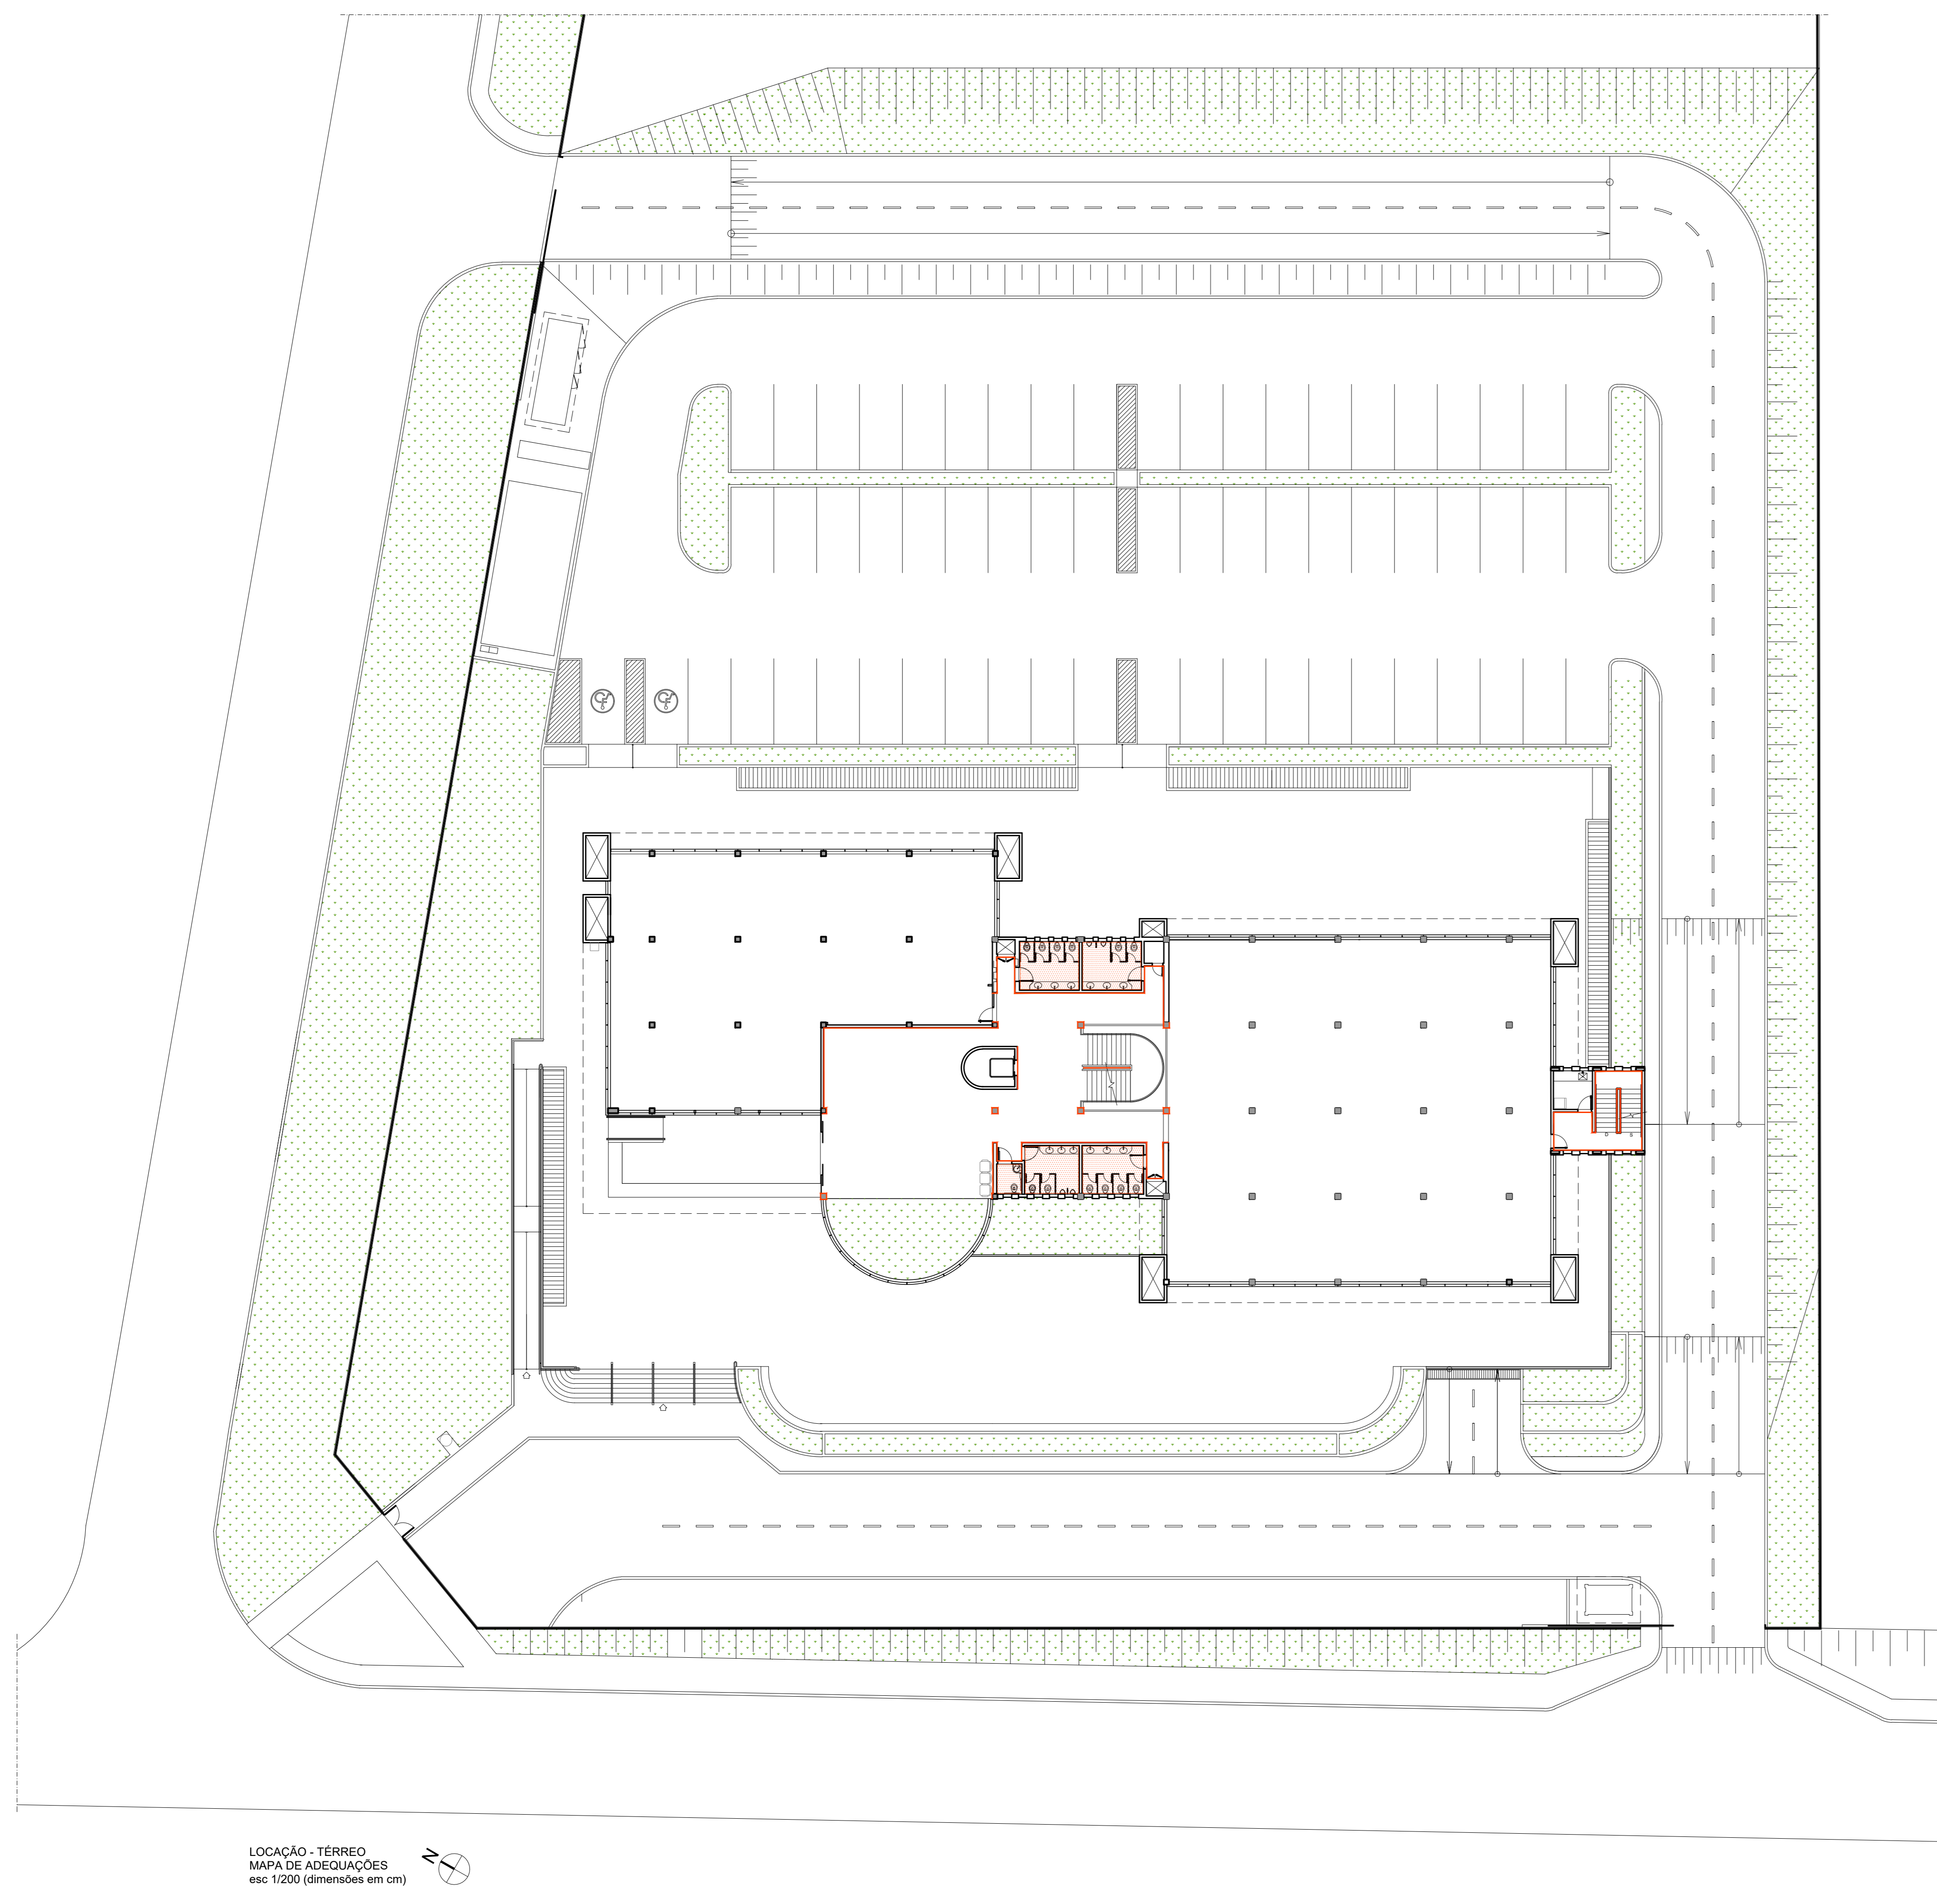 LOCAÇÃO - TÉRREO
MAPA DE ADEQUAÇÕES
esc 1/200 (dimensões em cm)
N